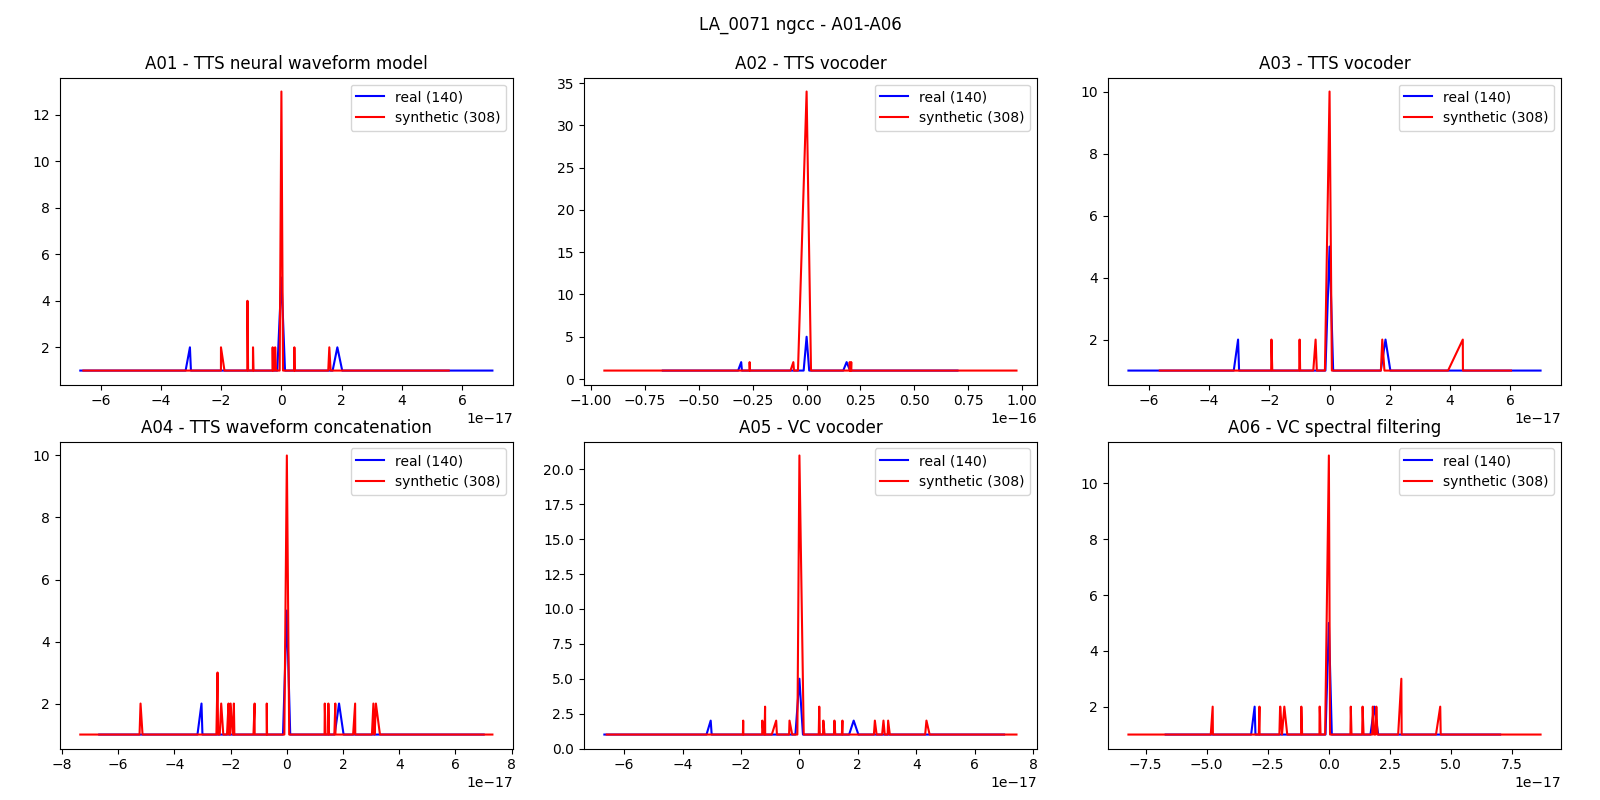 LA_0071 ngcc - A01-A06
A01 - TTS neural waveform model
12
10
8
6
4
2
real (140)
synthetic (308)
−6 −4 −2 0 2 4 6
1e−17
A02 - TTS vocoder
35
30
25
20
15
10
5
0
real (140)
synthetic (308)
−1.00 −0.75 −0.50 −0.25 0.00 0.25 0.50 0.75 1.00
1e−16
A03 - TTS vocoder
10
8
6
4
2
real (140)
synthetic (308)
−6 −4 −2 0 2 4 6
1e−17
A04 - TTS waveform concatenation
10
8
6
4
2
real (140)
synthetic (308)
−8 −6 −4 −2 0 2 4 6 8
1e−17
A05 - VC vocoder
20.0
17.5
15.0
12.5
10.0
7.5
5.0
2.5
0.0
real (140)
synthetic (308)
−6 −4 −2 0 2 4 6 8
1e−17
A06 - VC spectral filtering
10
8
6
4
2
real (140)
synthetic (308)
−7.5 −5.0 −2.5 0.0 2.5 5.0 7.5
1e−17